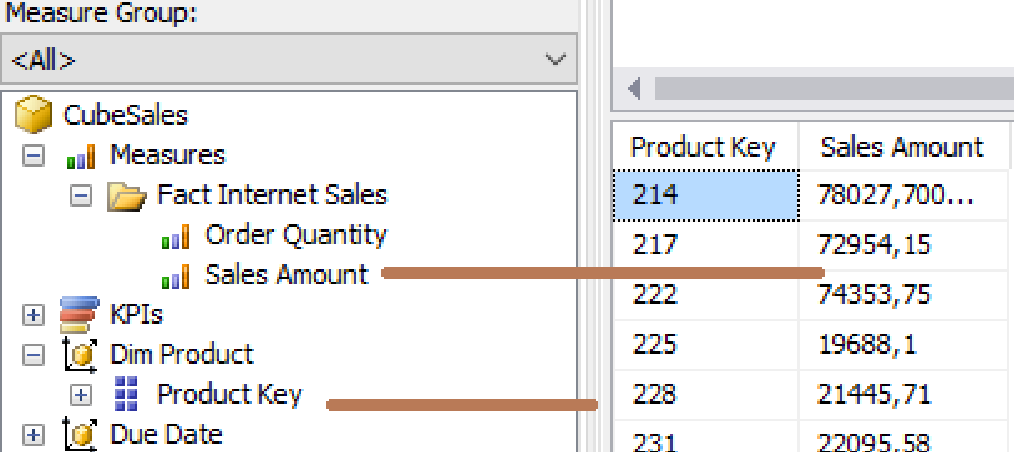 Measure Group:
<All>
CubeSales
Measures
Fact Internet Sales
Order Quantity
Sales Amount
KPIs
Dim Product
Product Key
Due Date
Product Key Sales Amount
214 78027,700...
217 72954,15
222 74353,75
225 19688,1
228 21445,71
231 22095,58